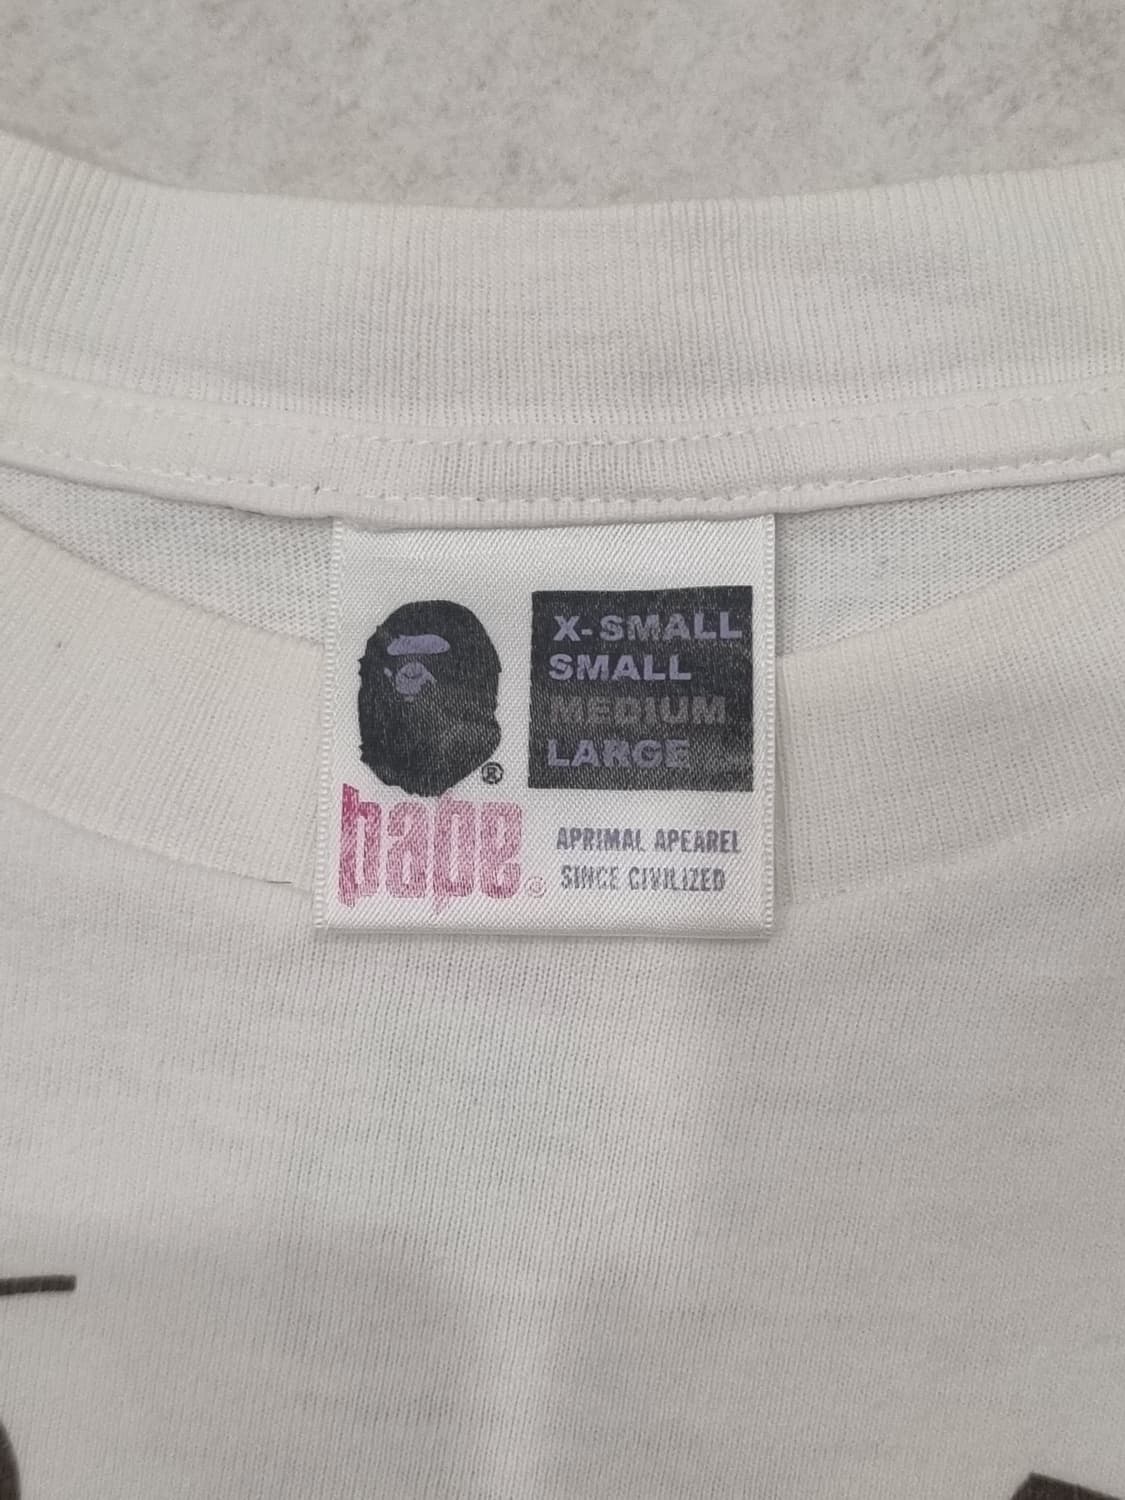 X-SMALL
SMALL
MEDIUM
LARGE
®
bape®
APRIMAL APEAREL
SINCE CIVILIZED